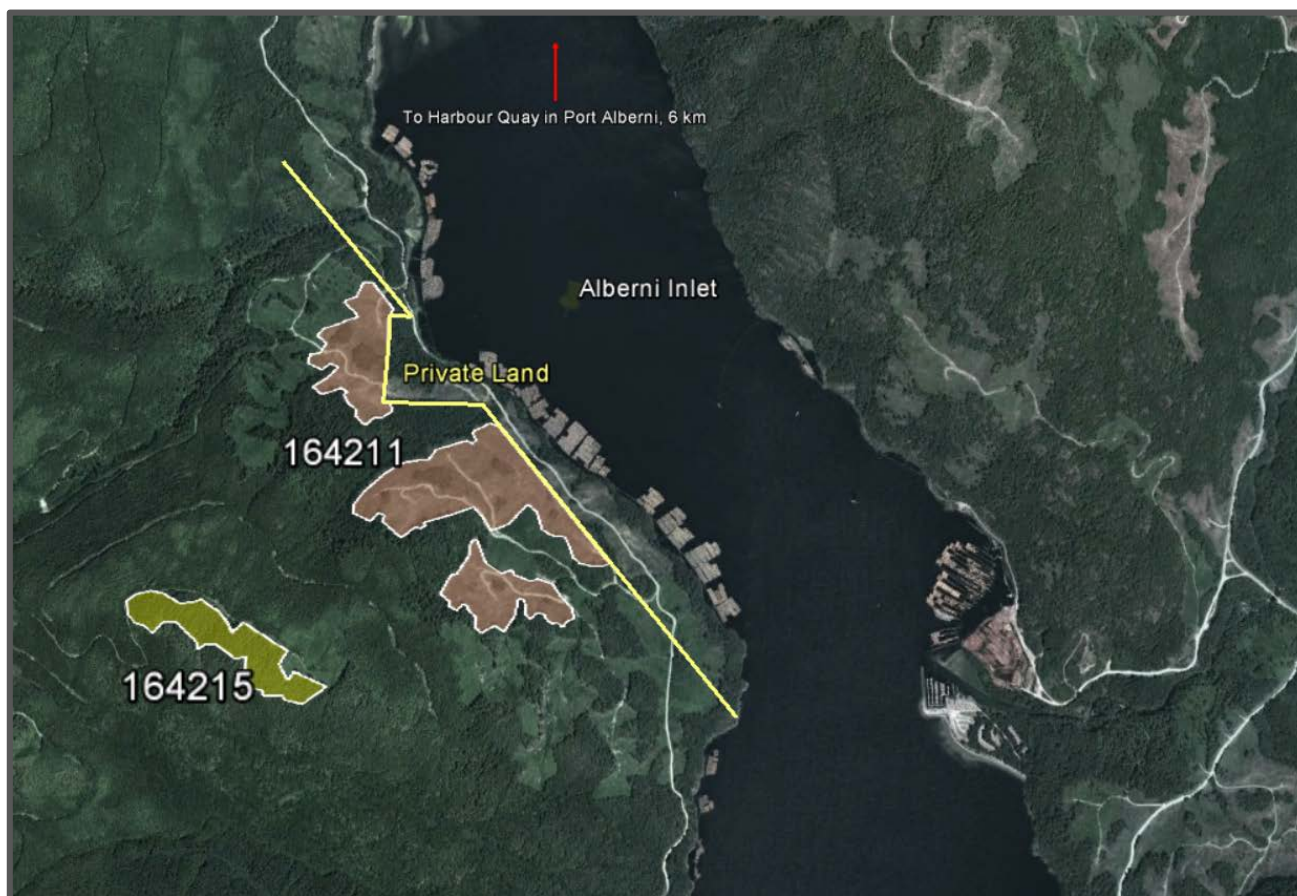 To Harbour Quay in Port Alberni, 6 km
Alberni Inlet
Private Land
164211
164215